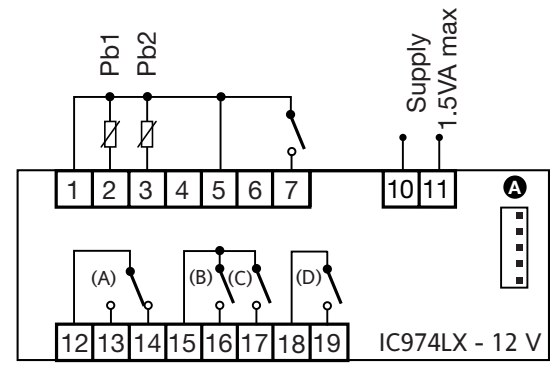 Pb1
Pb2
Supply
1.5VA max
1 2 3 4 5 6 7 10 11
A
(A) (B) (C) (D)
12 13 14 15 16 17 18 19
IC974LX - 12 V